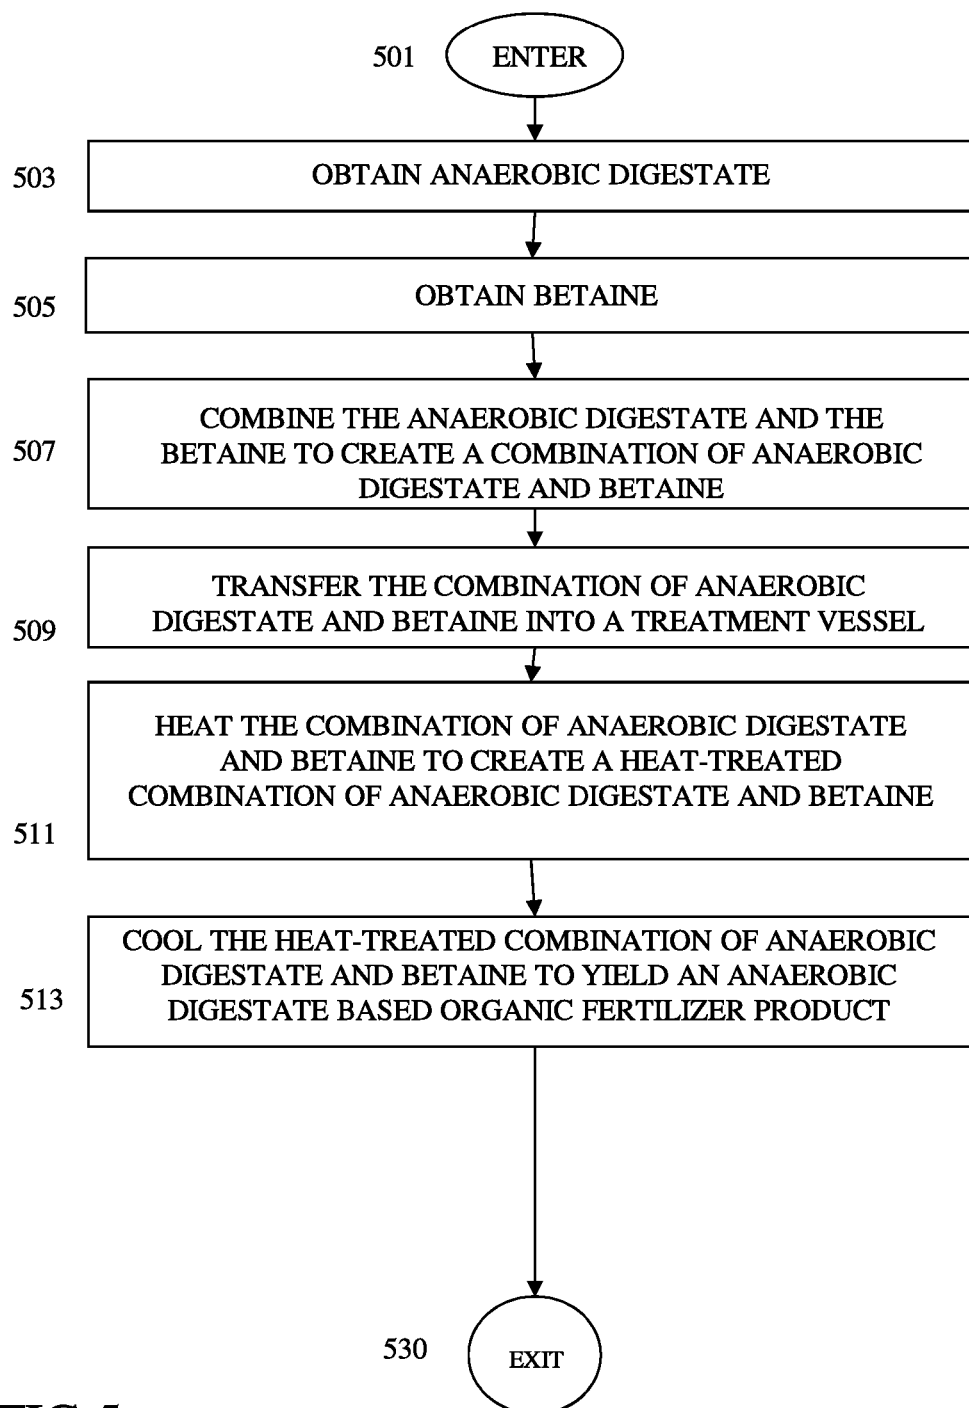 501 ENTER
503 OBTAIN ANAEROBIC DIGESTATE
505 OBTAIN BETAINE
COMBINE THE ANAEROBIC DIGESTATE AND THE
507 BETAINE TO CREATE A COMBINATION OF ANAEROBIC
DIGESTATE AND BETAINE
TRANSFER THE COMBINATION OF ANAEROBIC
509 DIGESTATE AND BETAINE INTO A TREATMENT VESSEL
HEAT THE COMBINATION OF ANAEROBIC DIGESTATE
AND BETAINE TO CREATE A HEAT-TREATED
COMBINATION OF ANAEROBIC DIGESTATE AND BETAINE
511
COOL THE HEAT-TREATED COMBINATION OF ANAEROBIC
DIGESTATE AND BETAINE TO YIELD AN ANAEROBIC
513 DIGESTATE BASED ORGANIC FERTILIZER PRODUCT
530 EXIT